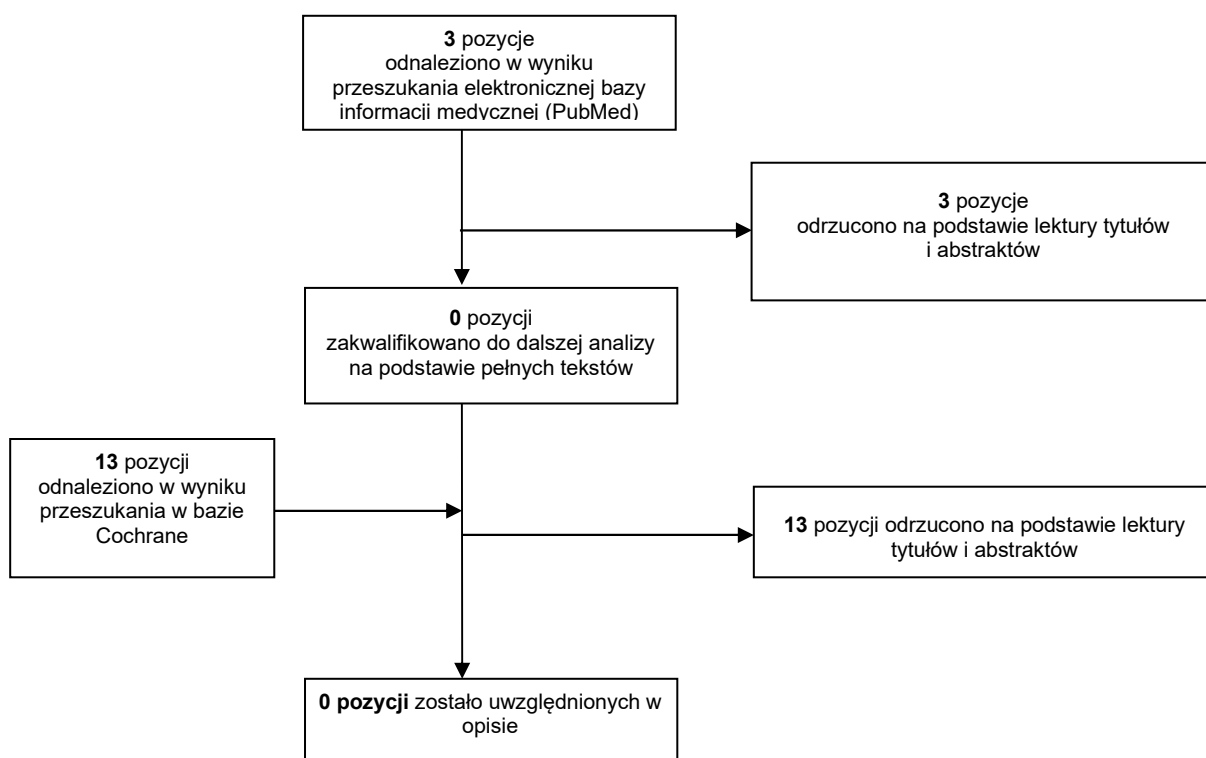 3 pozycje
odnaleziono w wyniku
przeszukania elektronicznej bazy
informacji medycznej (PubMed)
3 pozycje
odrzucono na podstawie lektury tytułów
i abstraktów
0 pozycji
zakwalifikowano do dalszej analizy
na podstawie pełnych tekstów
13 pozycji
odnaleziono w wyniku
przeszukania w bazie
Cochrane
13 pozycji odrzucono na podstawie lektury
tytułów i abstraktów
0 pozycji zostało uwzględnionych w
opisie